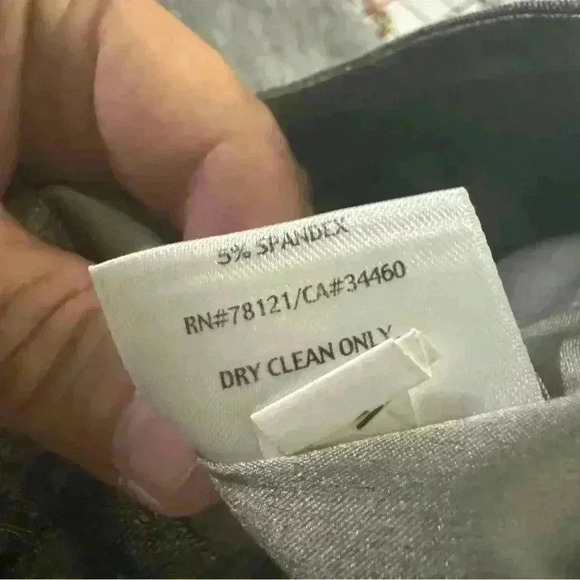 5% SPANDEX
RN#78121/CA#34460
DRY CLEAN ONLY